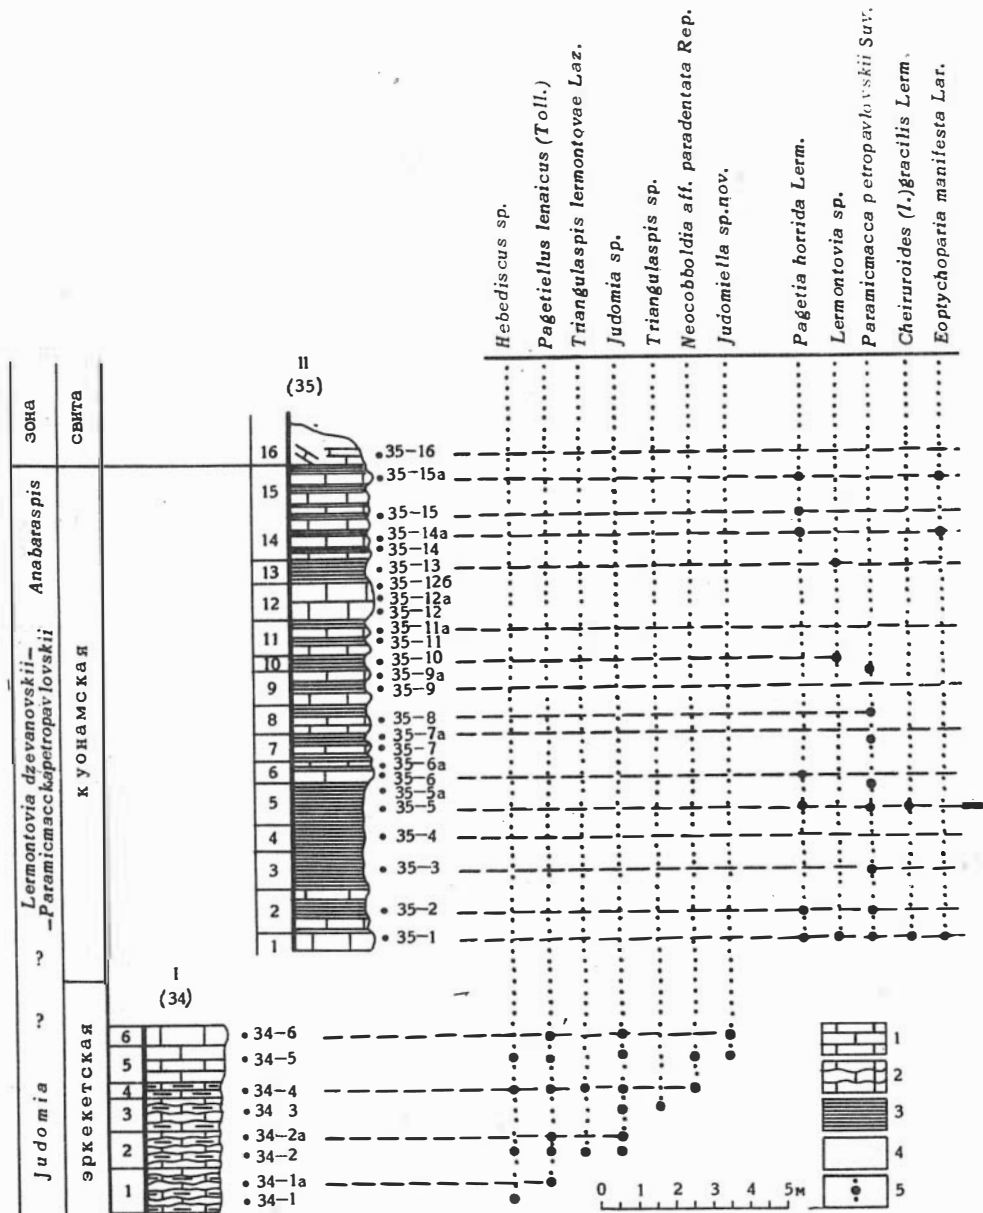 Hebediscus sp.
Pagetiellus lenaicus (Toll.)
Triangulaspis lermontovae Laz.
Judomia sp.
Triangulaspis sp.
Neocobboldia aff. paradentata Rep.
Judomiella sp.nov.
Pagetia horrida Lerm.
Lermontovia sp.
Paramicmacca petropavlovskii Suv.
Cheiruroides (I.)gracilis Lerm.
Eoptychoparia manifesta Lar.
зона
свита
II
(35)
Anabaraspis
Lermontovia dzevanovskii—
—Paramicmacckapetropavlovskii
?
?
Judomia
куонамская
эркекетская
16
15
14
13
12
11
10
9
8
7
6
5
4
3
2
1
35—16
35—15a
35—15
35—14a
35—14
35—13
35—12б
35—12a
35—12
35—11a
35—11
35—10
35—9a
35—9
35—8
35—7a
35—7
35—6a
35—6
35—5a
35—5
35—4
35—3
35—2
35—1
I
(34)
6
5
4
3
2
1
34—6
34—5
34—4
34 3
34—2a
34—2
34—1a
34—1
1
2
3
4
5
0 1 2 3 4 5м